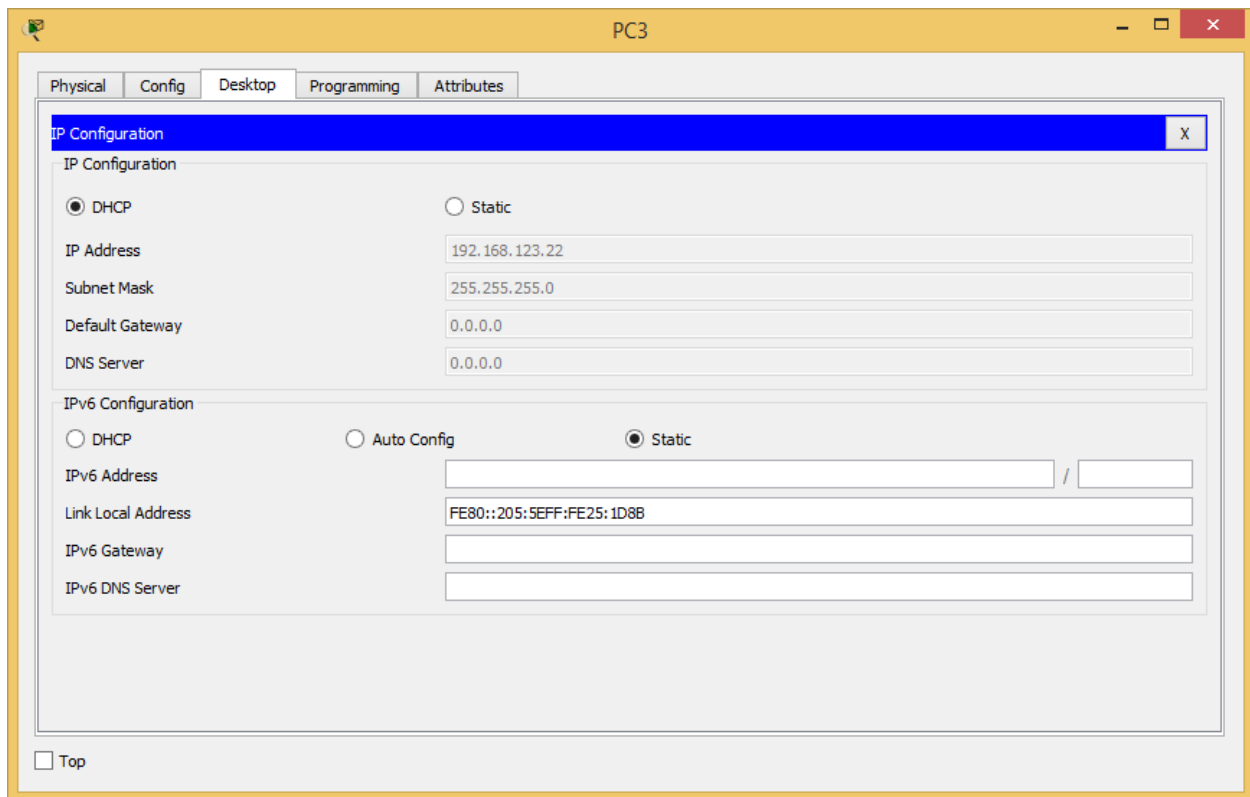 PC3
Physical Config Desktop Programming Attributes
IP Configuration X
IP Configuration
DHCP Static
IP Address 192.168.123.22
Subnet Mask 255.255.255.0
Default Gateway 0.0.0.0
DNS Server 0.0.0.0
IPv6 Configuration
DHCP Auto Config Static
IPv6 Address /
Link Local Address FE80::205:5EFF:FE25:1D8B
IPv6 Gateway
IPv6 DNS Server
Top